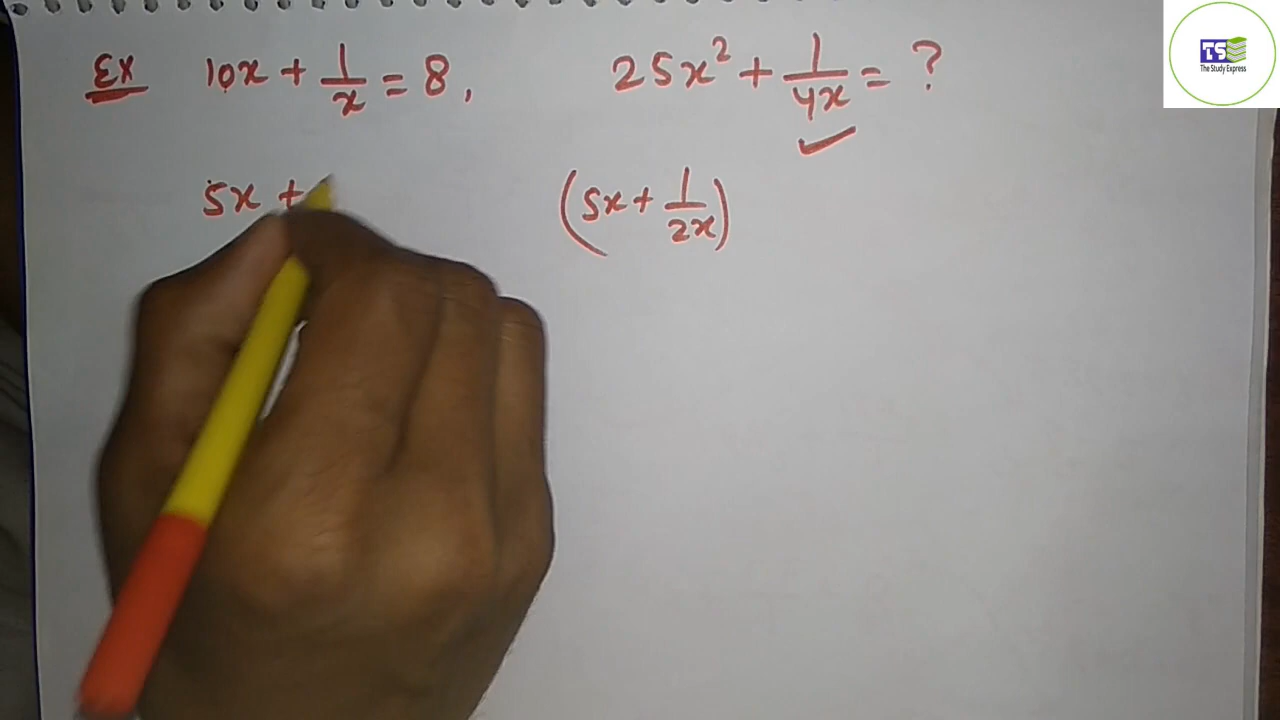 Ex 10x + 1/x = 8, 25x² + 1/4x = ?
5x + (5x + 1/2x)
TS
The Study Express